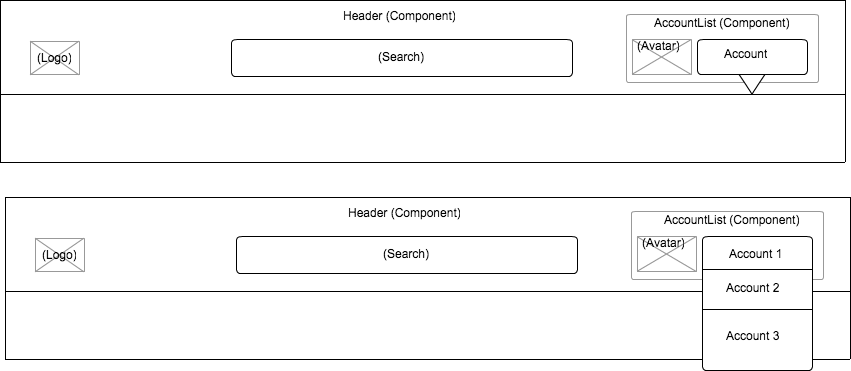 Header (Component)
AccountList (Component)
(Logo)
(Search)
(Avatar)
Account
Header (Component)
AccountList (Component)
(Logo)
(Search)
(Avatar)
Account 1
Account 2
Account 3